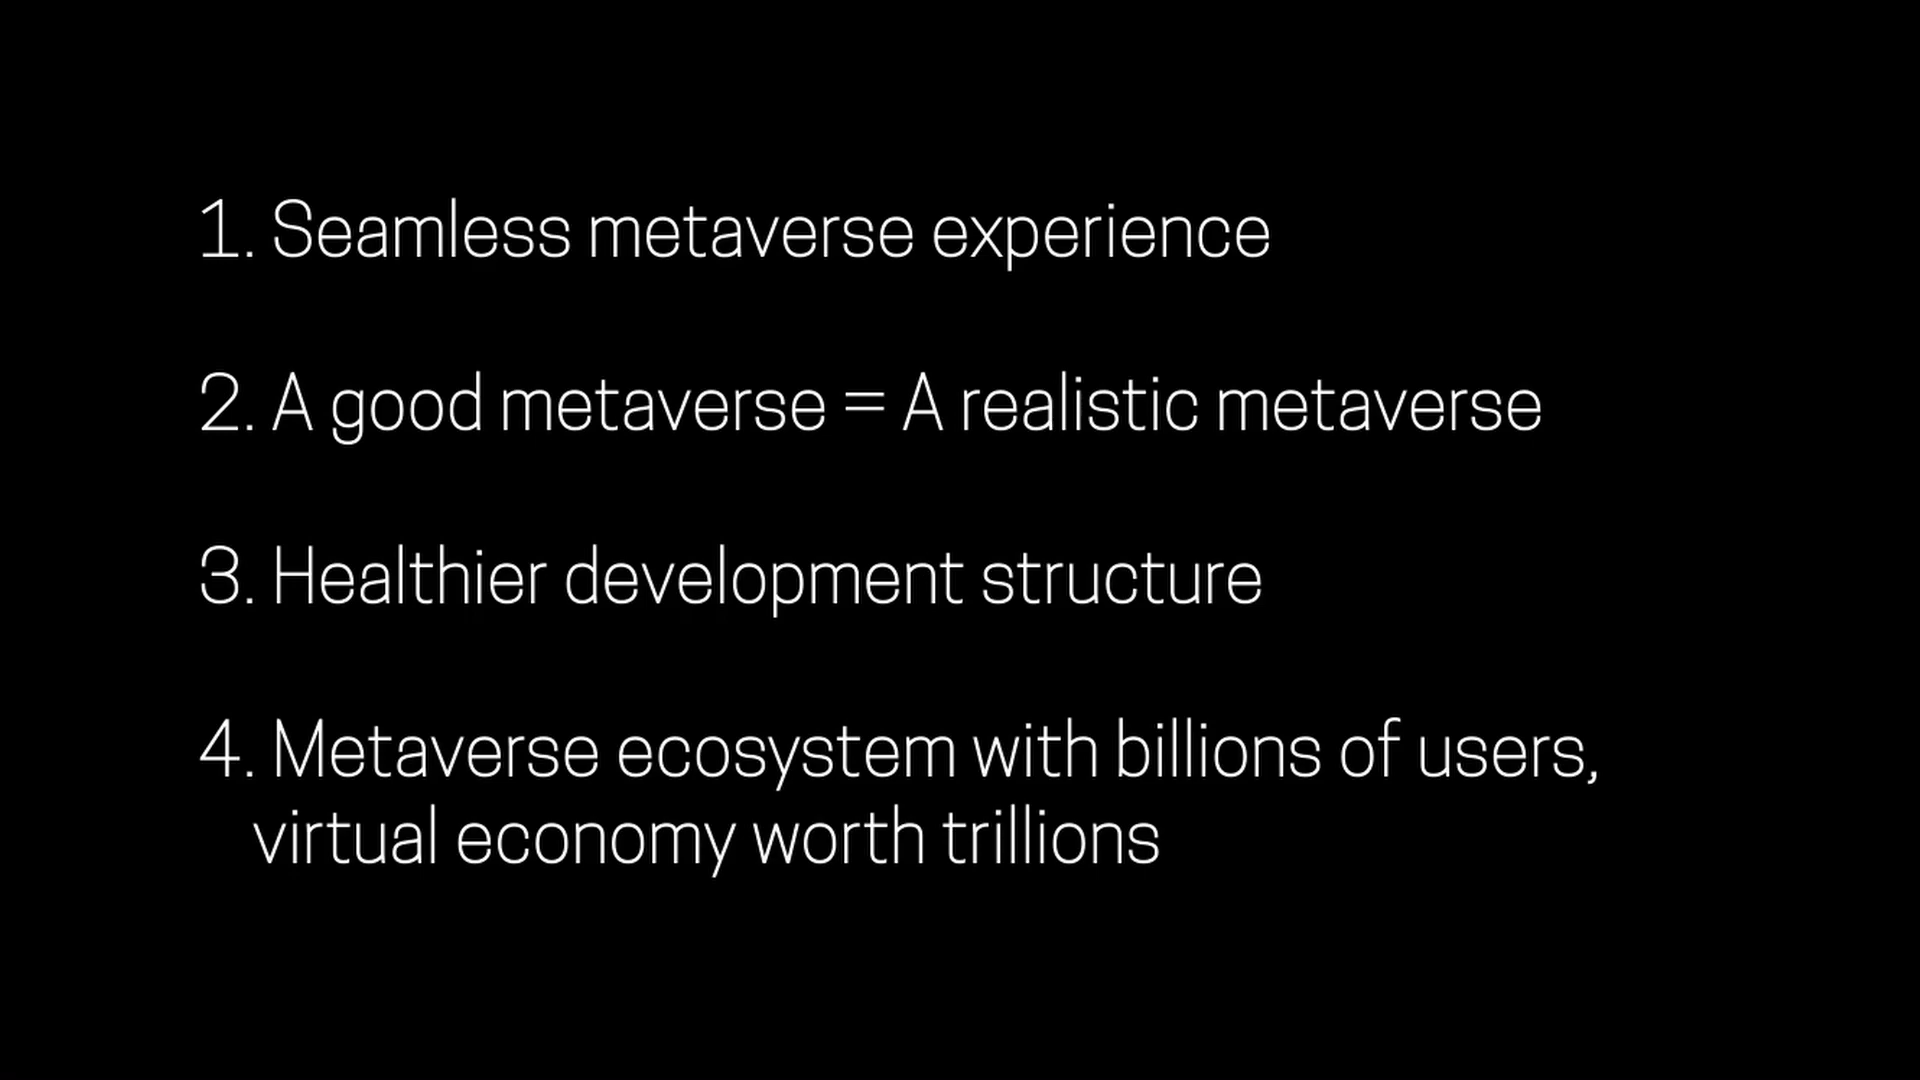 1. Seamless metaverse experience
2. A good metaverse = A realistic metaverse
3. Healthier development structure
4. Metaverse ecosystem with billions of users,
virtual economy worth trillions